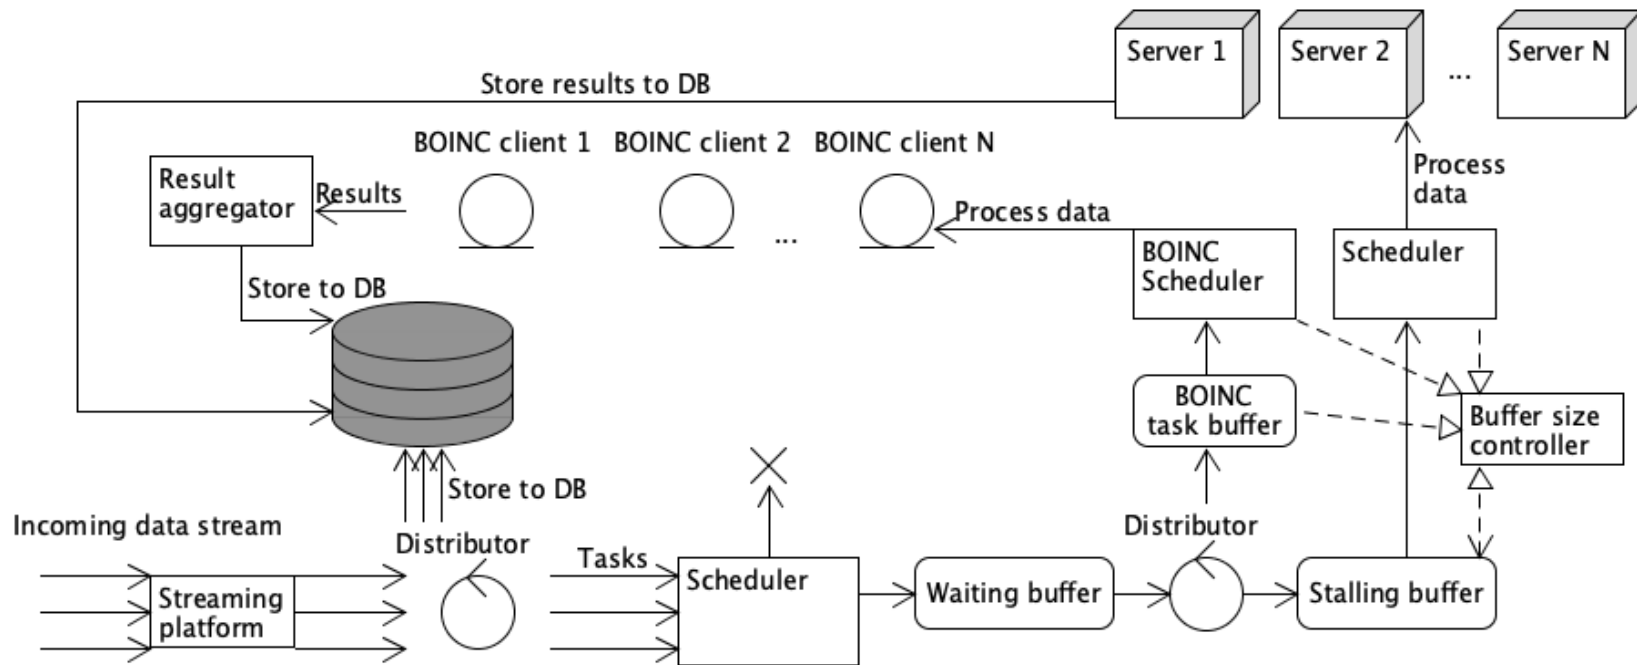 Server 1
Server 2
...
Server N
Store results to DB
BOINC client 1
BOINC client 2
BOINC client N
Process
data
Result
aggregator
Results
...
Process data
BOINC
Scheduler
Scheduler
Store to DB
BOINC
task buffer
Buffer size
controller
Store to DB
Incoming data stream
Distributor
Distributor
Tasks
Streaming
platform
Scheduler
Waiting buffer
Stalling buffer